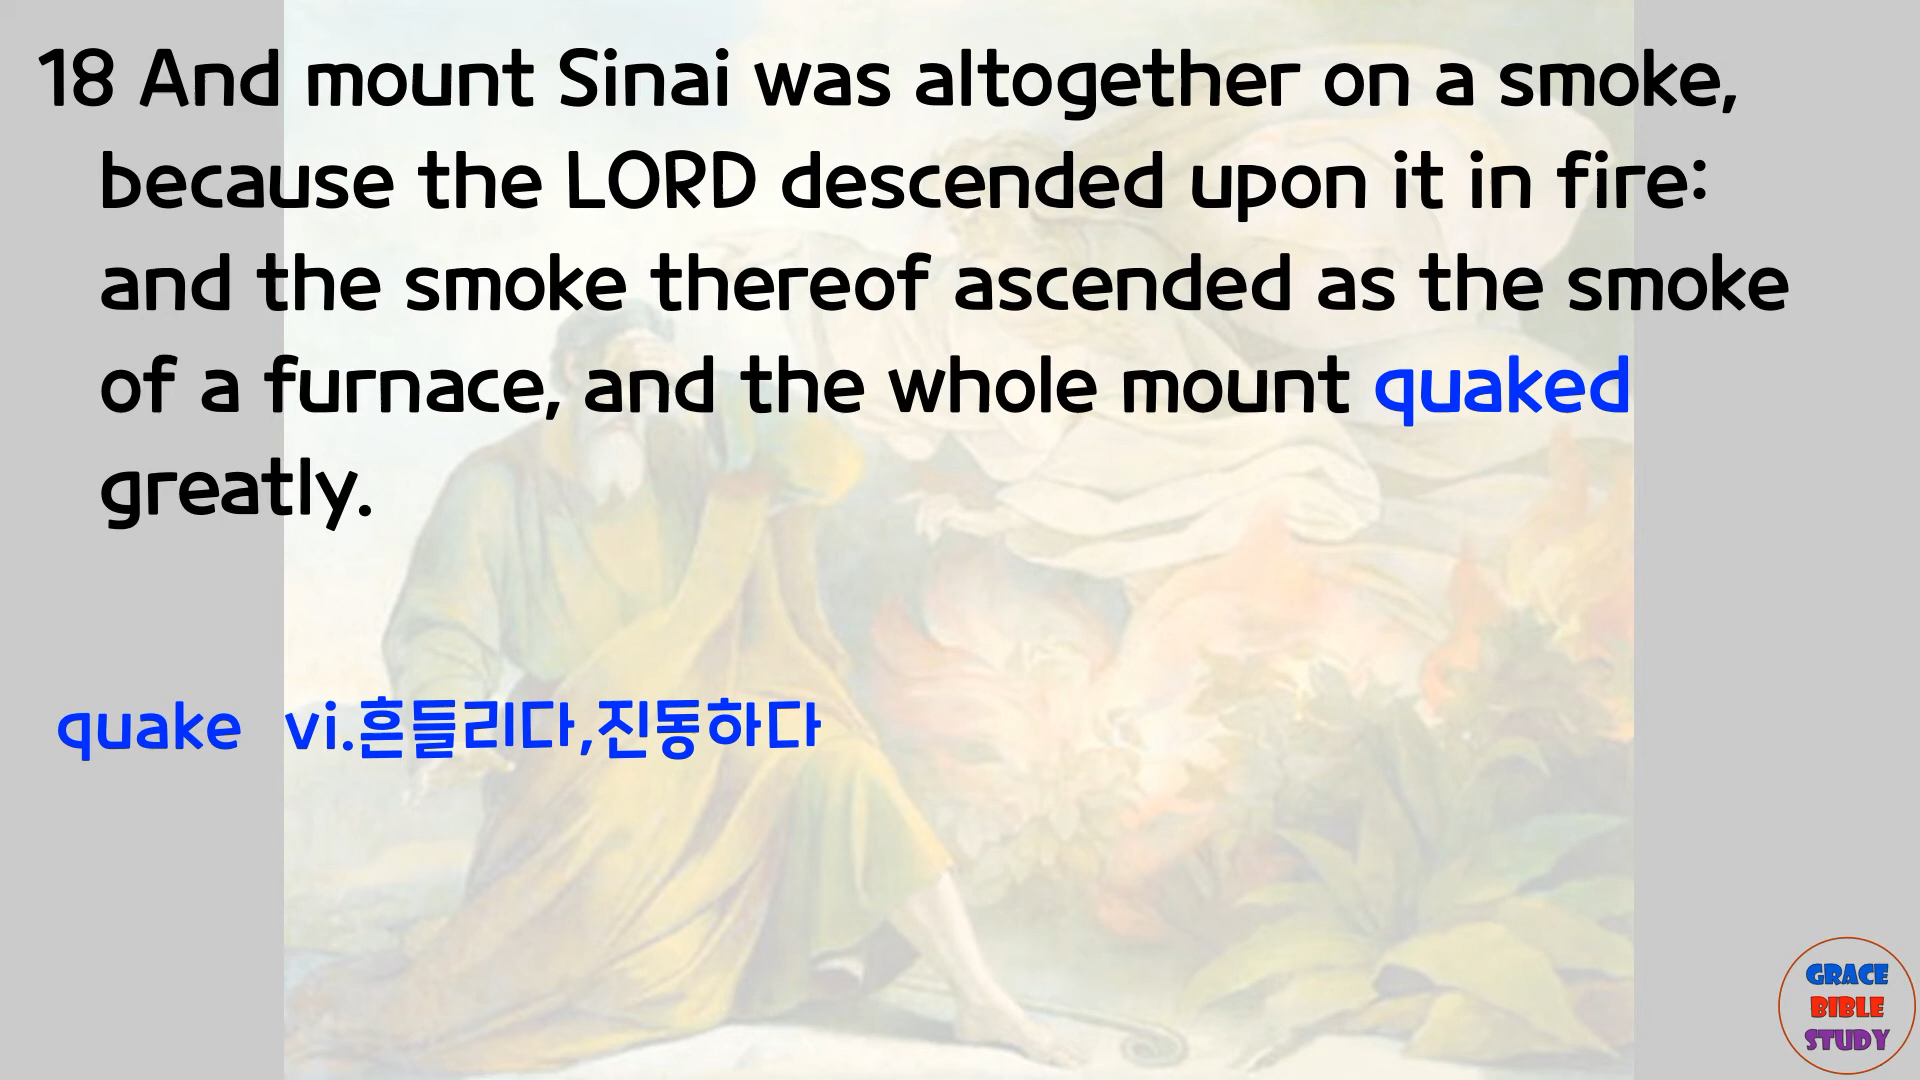 18 And mount Sinai was altogether on a smoke,
because the LORD descended upon it in fire:
and the smoke thereof ascended as the smoke
of a furnace, and the whole mount quaked
greatly.
quake vi.흔들리다,진동하다
GRACE
BIBLE
STUDY